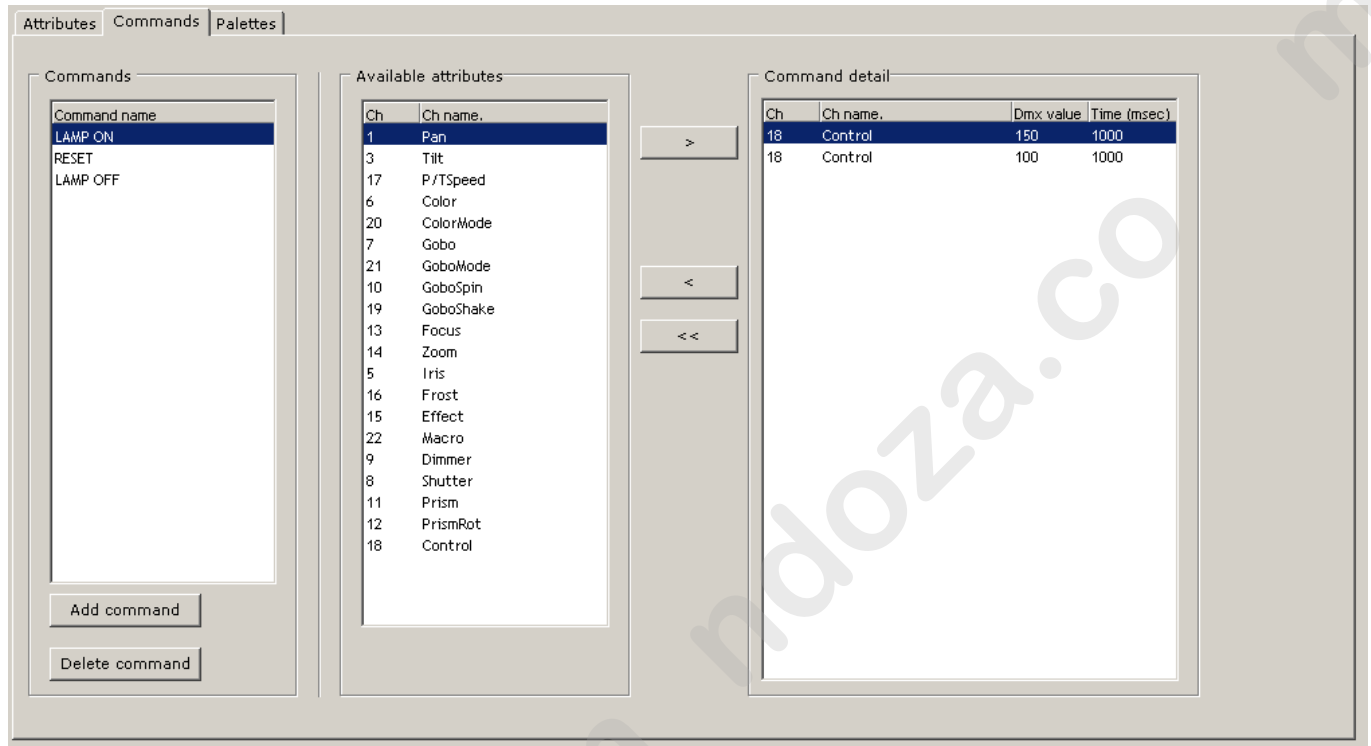 Attributes Commands Palettes
Commands
Command name
LAMP ON
RESET
LAMP OFF
Add command
Delete command
Available attributes
Ch Ch name.
1 Pan
3 Tilt
17 P/TSpeed
6 Color
20 ColorMode
7 Gobo
21 GoboMode
10 GoboSpin
19 GoboShake
13 Focus
14 Zoom
5 Iris
16 Frost
15 Effect
22 Macro
9 Dimmer
8 Shutter
11 Prism
12 PrismRot
18 Control
>
<
<<
Command detail
Ch Ch name. Dmx value Time (msec)
18 Control 150 1000
18 Control 100 1000
ndoza.co